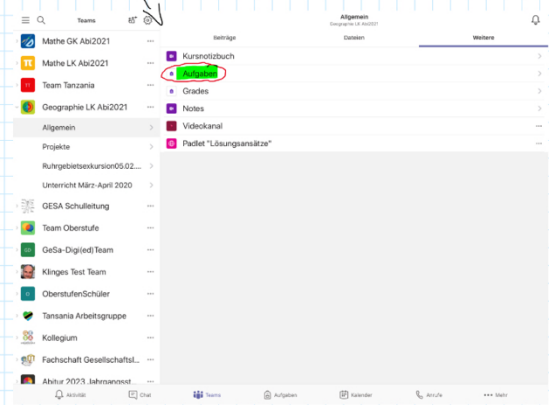 Teams
Allgemein
Geographie LK Abi2021
Beiträge
Dateien
Weitere
Mathe GK Abi2021
Mathe LK Abi2021
Team Tanzania
Geographie LK Abi2021
Allgemein
Projekte
Ruhrgebietsexkursion05.02....
Unterricht März-April 2020
GESA Schulleitung
Team Oberstufe
GeSa-Digi(ed)Team
Klinges Test Team
OberstufenSchüler
Tansania Arbeitsgruppe
Kollegium
Fachschaft Gesellschaftsl...
Abitur 2023 Jahrgangsst...
Kursnotizbuch
Aufgaben
Grades
Notes
Videokanal
Padlet "Lösungsansätze"
Aktivität
Chat
Teams
Aufgaben
Kalender
Anrufe
Mehr